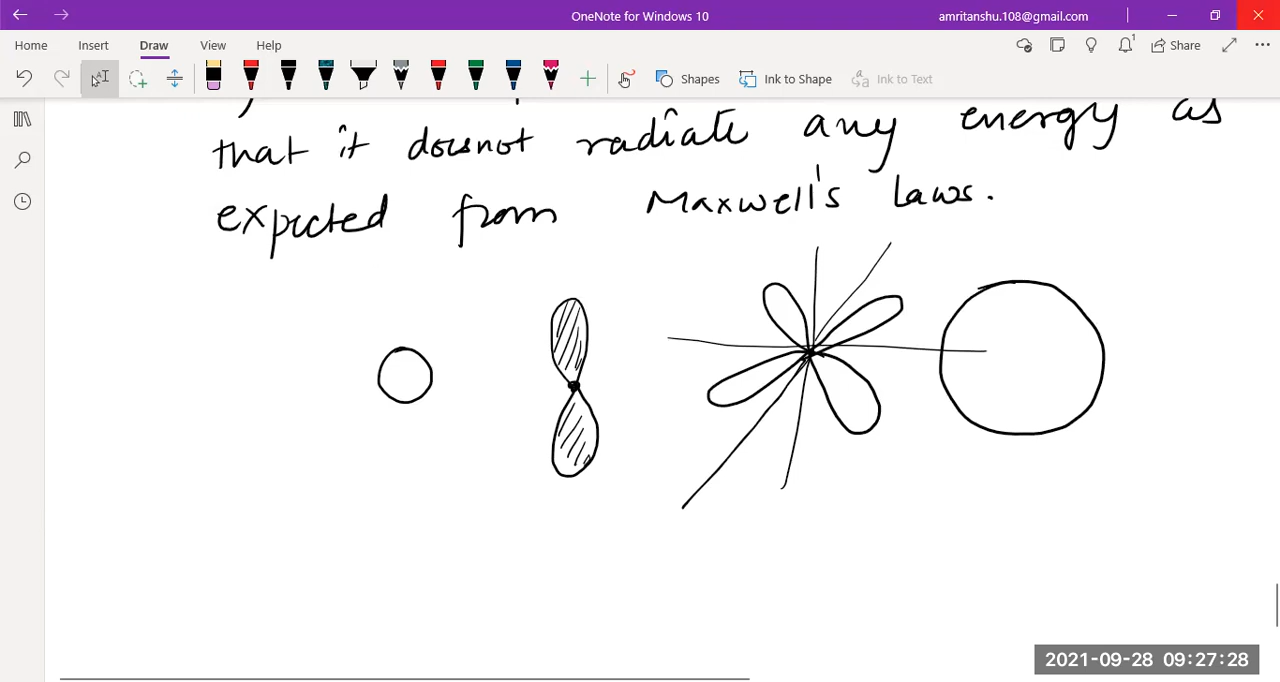 OneNote for Windows 10
amritanshu.108@gmail.com
Home Insert Draw View Help
1
Share
Shapes
Ink to Shape
Ink to Text
that it doesnot radiate any energy as
expected from Maxwell's laws.
2021-09-28 09:27:28